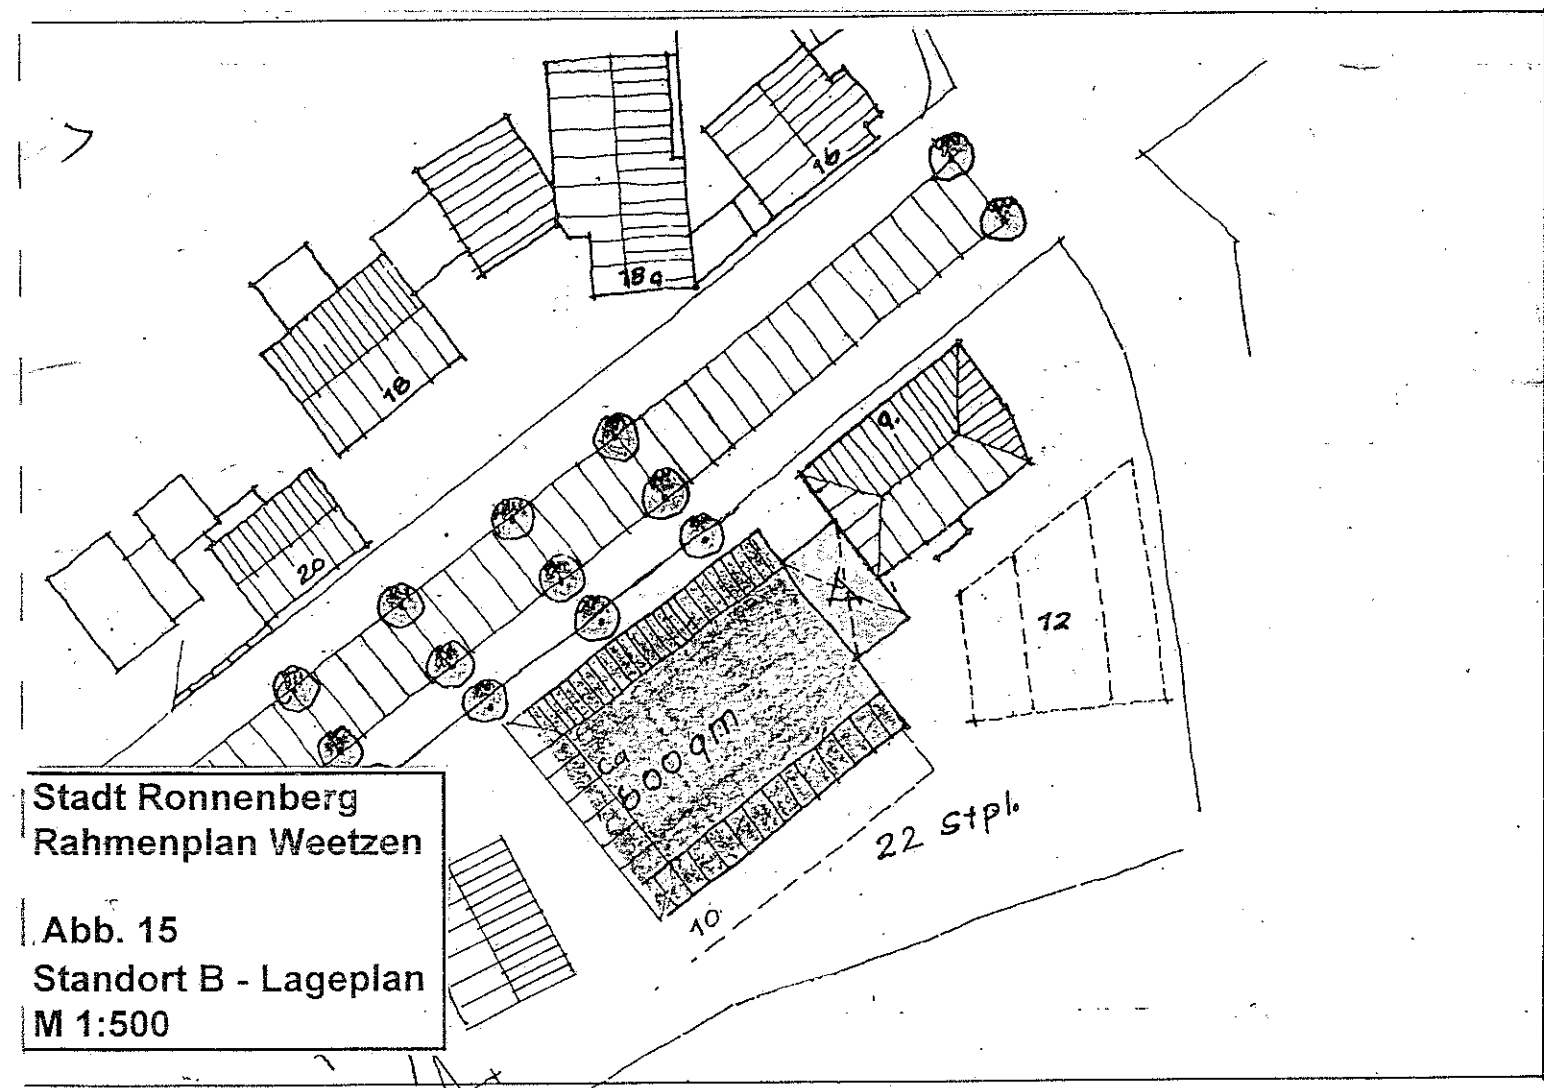 16
18a
18
9.
20
12
ca
600 qm
22 Stpl.
10
Stadt Ronnenberg
Rahmenplan Weetzen
Abb. 15
Standort B - Lageplan
M 1:500